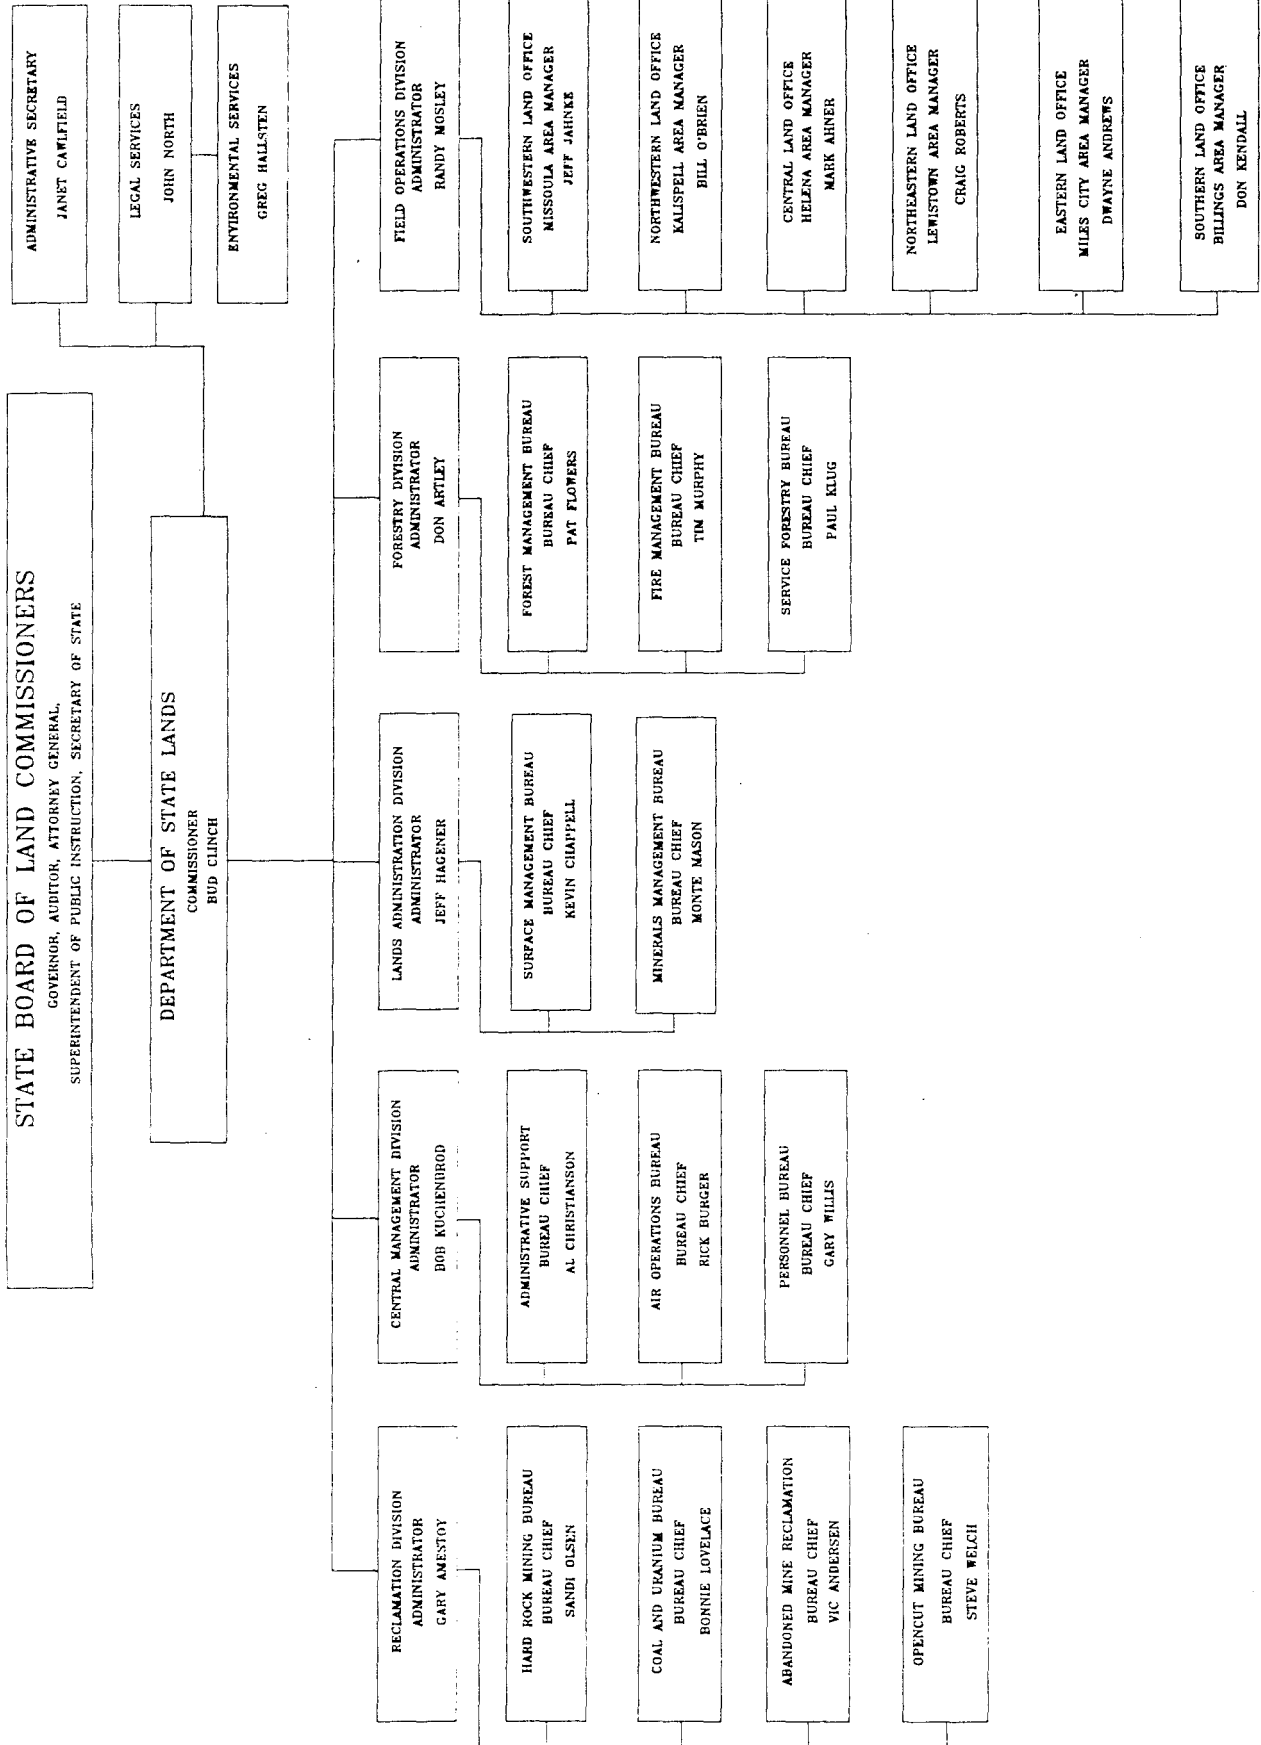 STATE BOARD OF LAND COMMISSIONERS
GOVERNOR, AUDITOR, ATTORNEY GENERAL,
SUPERINTENDENT OF PUBLIC INSTRUCTION, SECRETARY OF STATE
DEPARTMENT OF STATE LANDS
COMMISSIONER
BUD CLINCH
ADMINISTRATIVE SECRETARY
JANET CAWLFIELD
LEGAL SERVICES
JOHN NORTH
ENVIRONMENTAL SERVICES
GREG HALLSTEN
RECLAMATION DIVISION
ADMINISTRATOR
GARY AMESTOY
HARD ROCK MINING BUREAU
BUREAU CHIEF
SANDI OLSEN
COAL AND URANIUM BUREAU
BUREAU CHIEF
BONNIE LOVELACE
ABANDONED MINE RECLAMATION
BUREAU CHIEF
VIC ANDERSEN
OPENCUT MINING BUREAU
BUREAU CHIEF
STEVE WELCH
CENTRAL MANAGEMENT DIVISION
ADMINISTRATOR
BOB KUCHENBROD
ADMINISTRATIVE SUPPORT
BUREAU CHIEF
AL CHRISTIANSON
AIR OPERATIONS BUREAU
BUREAU CHIEF
RICK BURGER
PERSONNEL BUREAU
BUREAU CHIEF
GARY WILLIS
LANDS ADMINISTRATION DIVISION
ADMINISTRATOR
JEFF HAGENER
SURFACE MANAGEMENT BUREAU
BUREAU CHIEF
KEVIN CHAPPELL
MINERALS MANAGEMENT BUREAU
BUREAU CHIEF
MONTE MASON
FORESTRY DIVISION
ADMINISTRATOR
DON ARTLEY
FOREST MANAGEMENT BUREAU
BUREAU CHIEF
PAT FLOWERS
FIRE MANAGEMENT BUREAU
BUREAU CHIEF
TIM MURPHY
SERVICE FORESTRY BUREAU
BUREAU CHIEF
PAUL KLUG
FIELD OPERATIONS DIVISION
ADMINISTRATOR
RANDY MOSLEY
SOUTHWESTERN LAND OFFICE
MISSOULA AREA MANAGER
JEFF JAHNKE
NORTHWESTERN LAND OFFICE
KALISPELL AREA MANAGER
BILL O'BRIEN
CENTRAL LAND OFFICE
HELENA AREA MANAGER
MARK AHNER
NORTHEASTERN LAND OFFICE
LEWISTOWN AREA MANAGER
CRAIG ROBERTS
EASTERN LAND OFFICE
MILES CITY AREA MANAGER
DWAYNE ANDREWS
SOUTHERN LAND OFFICE
BILLINGS AREA MANAGER
DON KENDALL